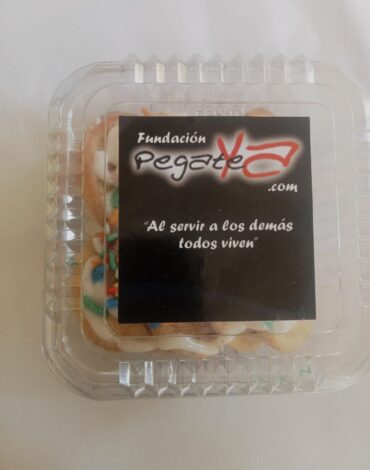 Fundación
PegateYa
.com
"Al servir a los demás
todos viven"